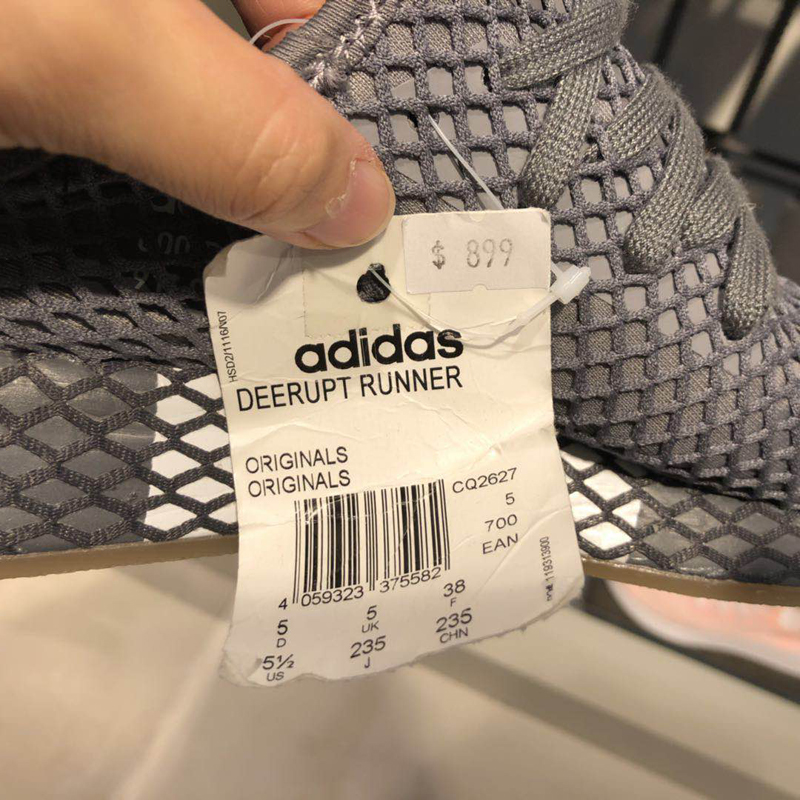 $ 899
HSD2/1116/V07
adidas
DEERUPT RUNNER
ORIGINALS
ORIGINALS
CQ2627
5
700
EAN
4 059323 375582
5
D
5
UK
38
F
5½
US
235
J
235
CHN